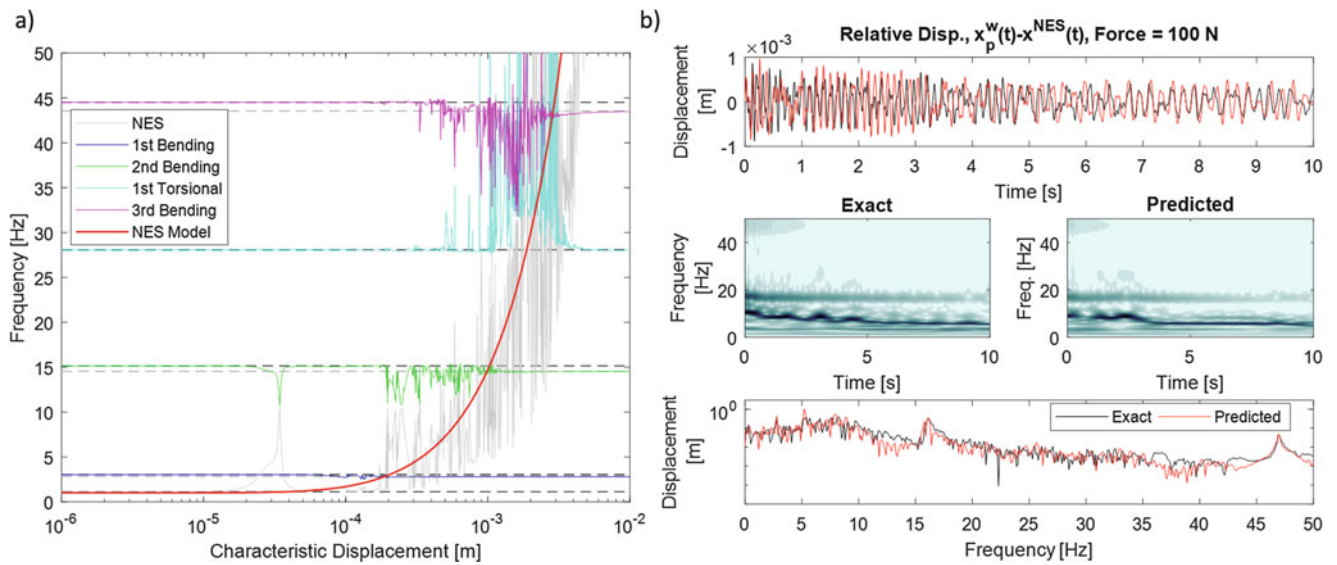 a)
50
45
40
35
30
25
20
15
10
5
0
Frequency [Hz]
NES
1st Bending
2nd Bending
1st Torsional
3rd Bending
NES Model
10^-6
10^-5
10^-4
10^-3
10^-2
Characteristic Displacement [m]
b)
Relative Disp., x_p^w(t)-x^NES(t), Force = 100 N
×10^-3
1
0
-1
Displacement
[m]
0 1 2 3 4 5 6 7 8 9 10
Time [s]
Exact
Frequency
[Hz]
40
20
0
0 5 10
Time [s]
Predicted
Freq. [Hz]
40
20
0
0 5 10
Time [s]
Displacement
[m]
10^0
Exact
Predicted
0 5 10 15 20 25 30 35 40 45 50
Frequency [Hz]